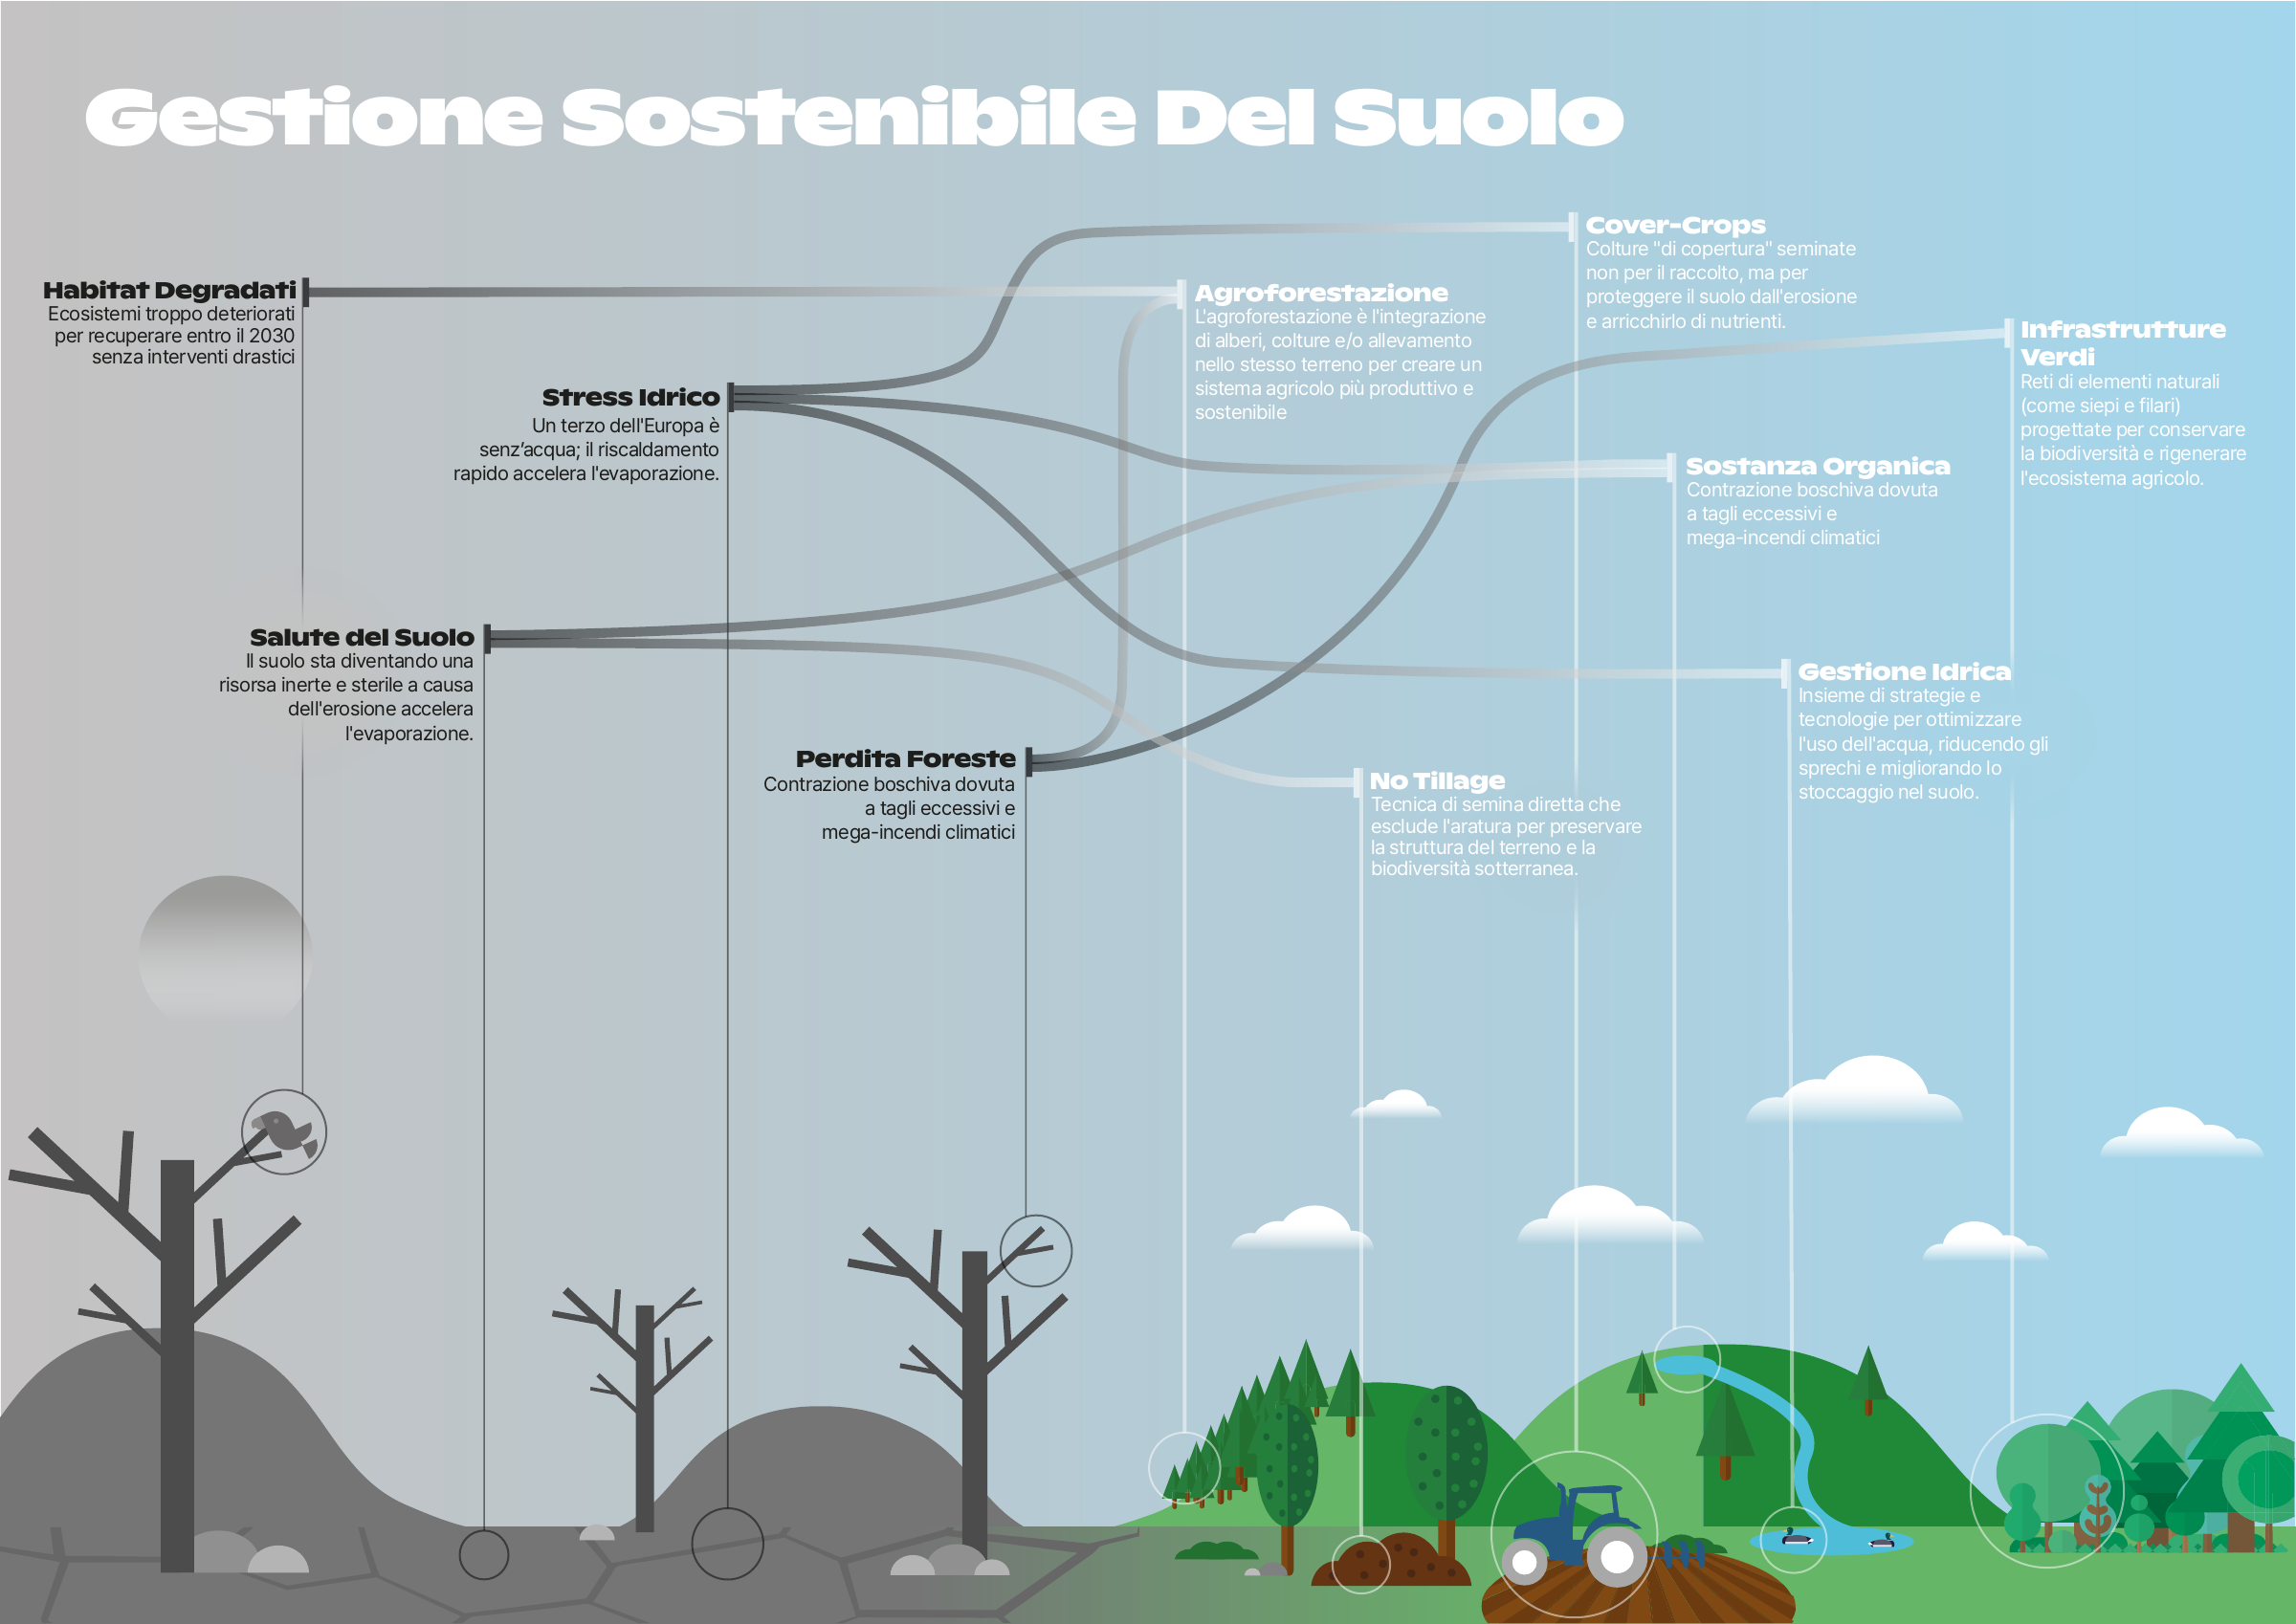 Gestione Sostenibile Del Suolo
Habitat Degradati
Ecosistemi troppo deteriorati
per recuperare entro il 2030
senza interventi drastici
Stress Idrico
Un terzo dell'Europa è
senz’acqua; il riscaldamento
rapido accelera l'evaporazione.
Salute del Suolo
Il suolo sta diventando una
risorsa inerte e sterile a causa
dell'erosione accelera
l'evaporazione.
Perdita Foreste
Contrazione boschiva dovuta
a tagli eccessivi e
mega-incendi climatici
Agroforestazione
L'agroforestazione è l'integrazione
di alberi, colture e/o allevamento
nello stesso terreno per creare un
sistema agricolo più produttivo e
sostenibile
Cover-Crops
Colture "di copertura" seminate
non per il raccolto, ma per
proteggere il suolo dall'erosione
e arricchirlo di nutrienti.
Infrastrutture
Verdi
Reti di elementi naturali
(come siepi e filari)
progettate per conservare
la biodiversità e rigenerare
l'ecosistema agricolo.
Sostanza Organica
Contrazione boschiva dovuta
a tagli eccessivi e
mega-incendi climatici
Gestione Idrica
Insieme di strategie e
tecnologie per ottimizzare
l'uso dell'acqua, riducendo gli
sprechi e migliorando lo
stoccaggio nel suolo.
No Tillage
Tecnica di semina diretta che
esclude l'aratura per preservare
la struttura del terreno e la
biodiversità sotterranea.